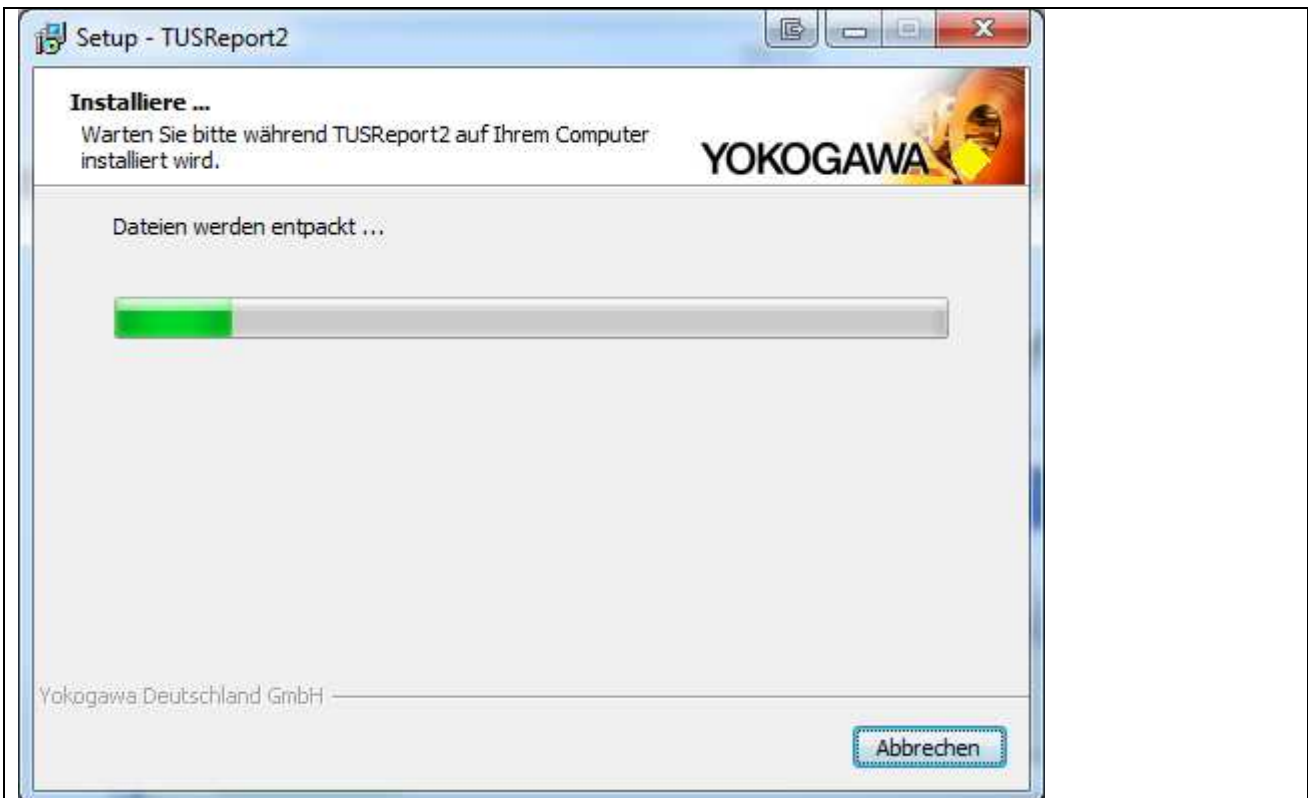 Setup - TUSReport2
Installiere ...
Warten Sie bitte während TUSReport2 auf Ihrem Computer
installiert wird.
YOKOGAWA
Dateien werden entpackt ...
Yokogawa Deutschland GmbH
Abbrechen